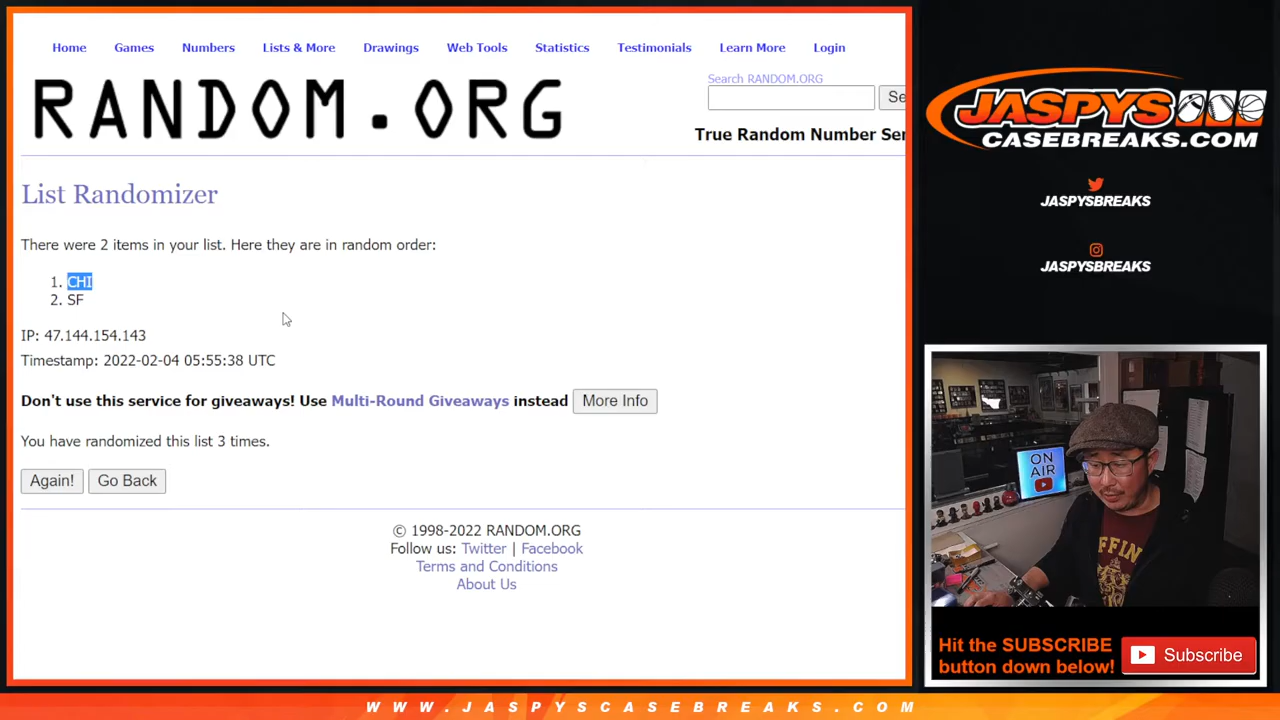 Home Games Numbers Lists & More Drawings Web Tools Statistics Testimonials Learn More Login
RANDOM.ORG
Search RANDOM.ORG
Se
True Random Number Ser
List Randomizer
There were 2 items in your list. Here they are in random order:
1. CHI
2. SF
IP: 47.144.154.143
Timestamp: 2022-02-04 05:55:38 UTC
Don't use this service for giveaways! Use Multi-Round Giveaways instead More Info
You have randomized this list 3 times.
Again! Go Back
© 1998-2022 RANDOM.ORG
Follow us: Twitter | Facebook
Terms and Conditions
About Us
JASPYS
CASEBREAKS.COM
JASPYSBREAKS
JASPYSBREAKS
ON
AIR
Hit the SUBSCRIBE
button down below!
Subscribe
WWW.JASPYSCASEBREAKS.COM